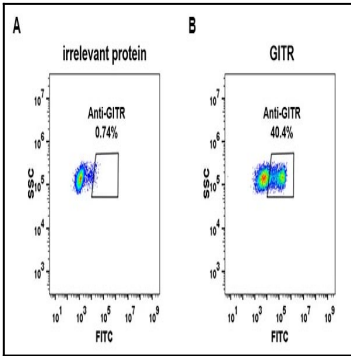 A
irrelevant protein
Anti-GITR
0.74%
SSC
10^7
10^6
10^5
10^4
10^3
10^1 10^3 10^5 10^7 10^9
FITC
B
GITR
Anti-GITR
40.4%
SSC
10^7
10^6
10^5
10^4
10^3
10^1 10^3 10^5 10^7 10^9
FITC